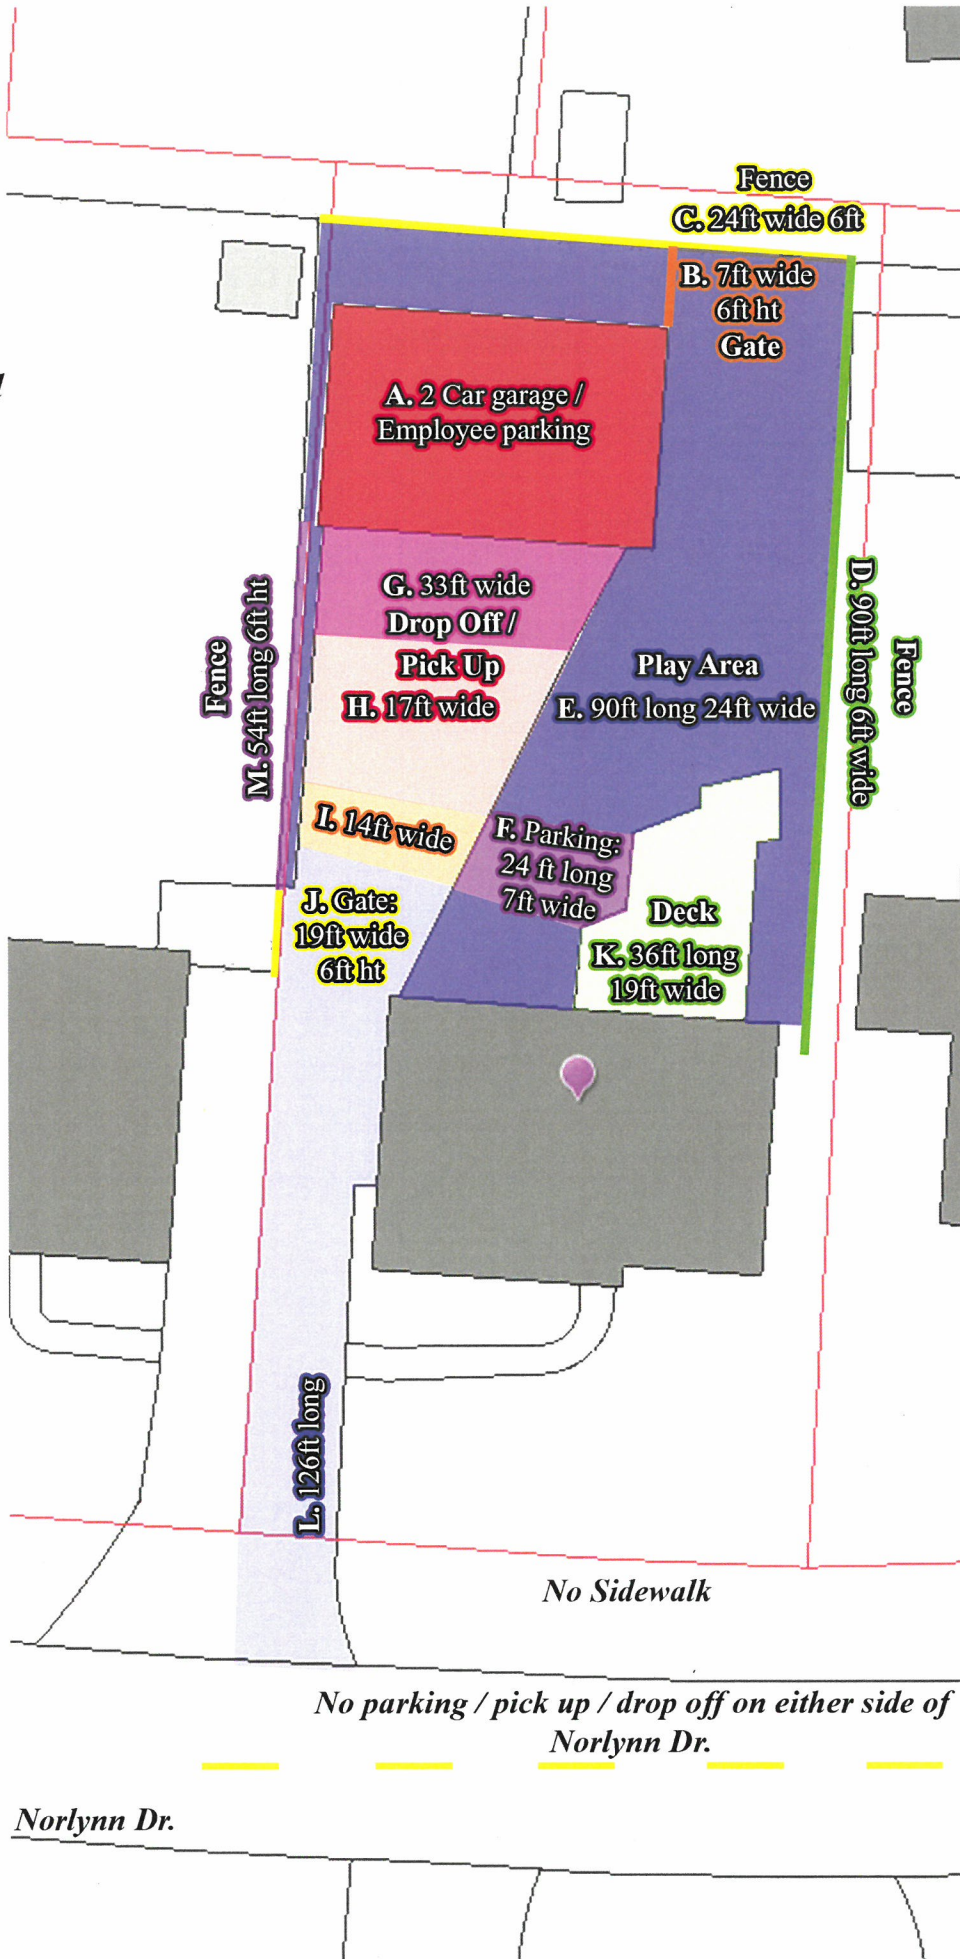 Fence
C. 24ft wide 6ft
B. 7ft wide
6ft ht
Gate
A. 2 Car garage /
Employee parking
G. 33ft wide
Drop Off /
Pick Up
H. 17ft wide
Fence
M. 54ft long 6ft ht
Play Area
E. 90ft long 24ft wide
Fence
D. 90ft long 6ft wide
I. 14ft wide
F. Parking:
24 ft long
7ft wide
J. Gate:
19ft wide
6ft ht
Deck
K. 36ft long
19ft wide
L. 126ft long
No Sidewalk
No parking / pick up / drop off on either side of
Norlynn Dr.
Norlynn Dr.